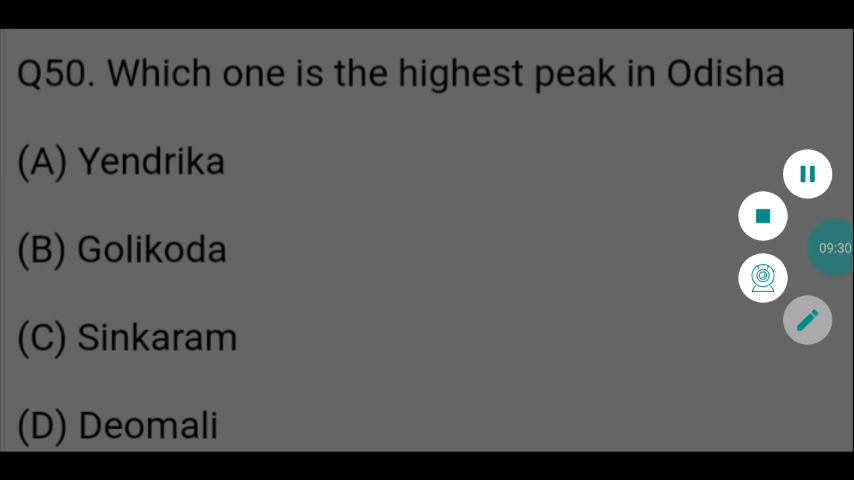 Q50. Which one is the highest peak in Odisha
(A) Yendrika
(B) Golikoda
(C) Sinkaram
09:30
(D) Deomali